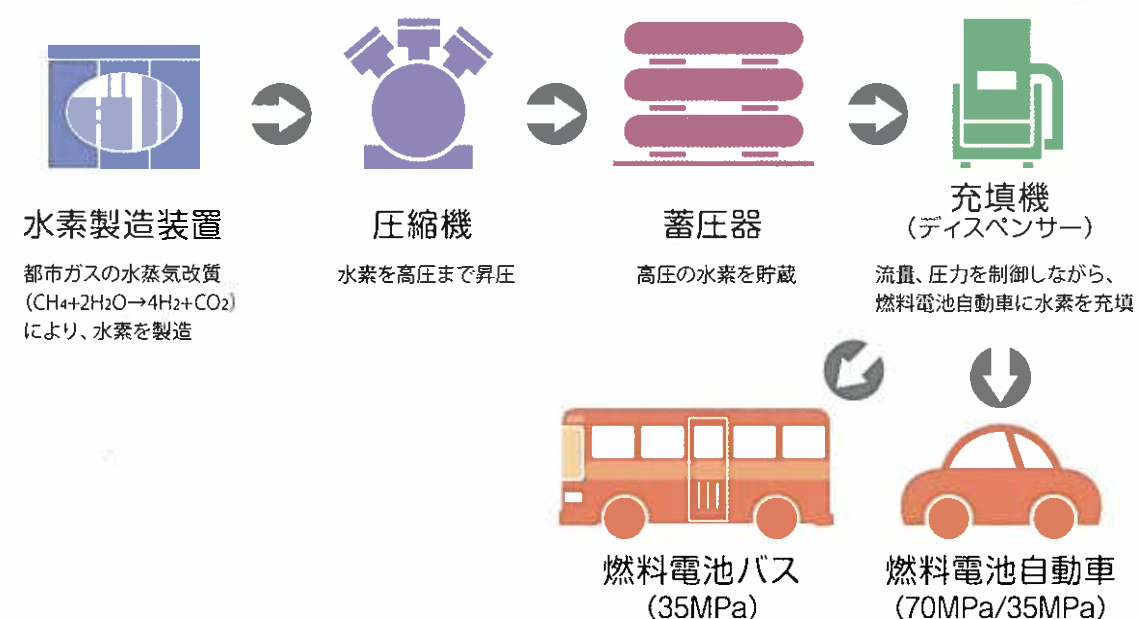 水素製造装置
都市ガスの水蒸気改質
(CH4+2H2O→4H2+CO2)
により、水素を製造
圧縮機
水素を高圧まで昇圧
蓄圧器
高圧の水素を貯蔵
充填機
(ディスペンサー)
流量、圧力を制御しながら、
燃料電池自動車に水素を充填
燃料電池バス
(35MPa)
燃料電池自動車
(70MPa/35MPa)